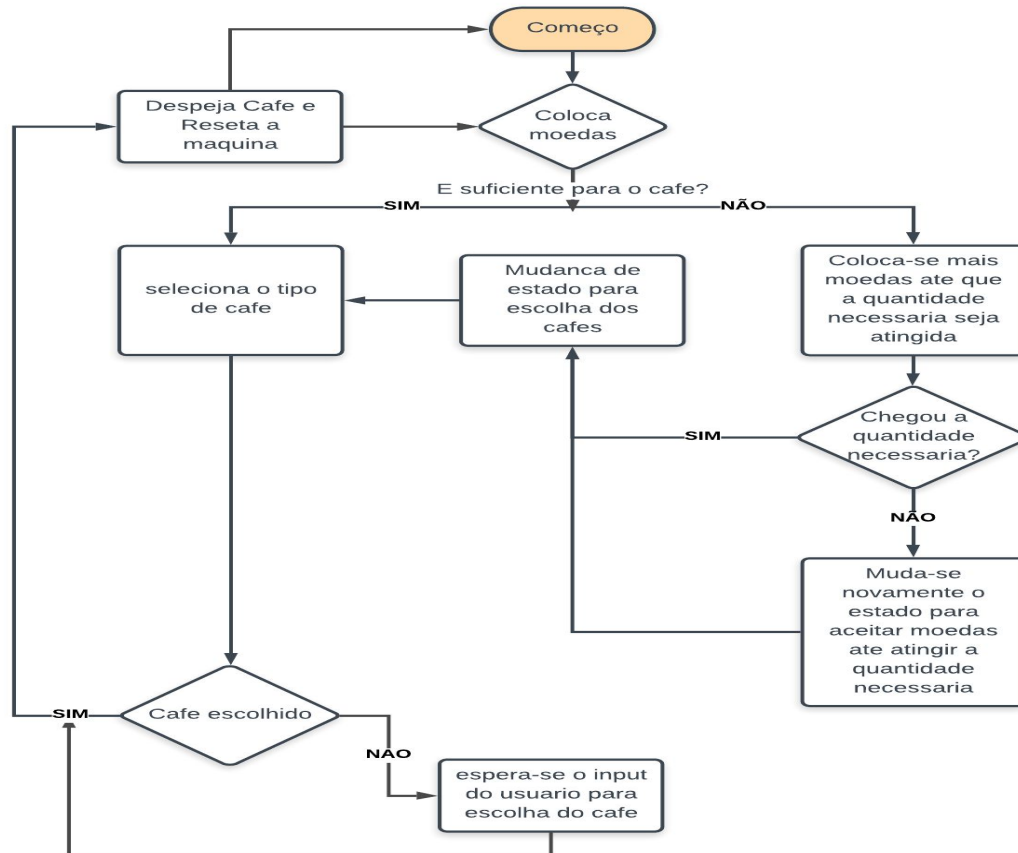 Começo
Despeja Cafe e
Reseta a
maquina
Coloca
moedas
E suficiente para o cafe?
SIM
NÃO
seleciona o tipo
de cafe
Mudanca de
estado para
escolha dos
cafes
Coloca-se mais
moedas ate que
a quantidade
necessaria seja
atingida
Chegou a
quantidade
necessaria?
SIM
NÃO
Muda-se
novamente o
estado para
aceitar moedas
ate atingir a
quantidade
necessaria
Cafe escolhido
SIM
NÃO
espera-se o input
do usuario para
escolha do cafe